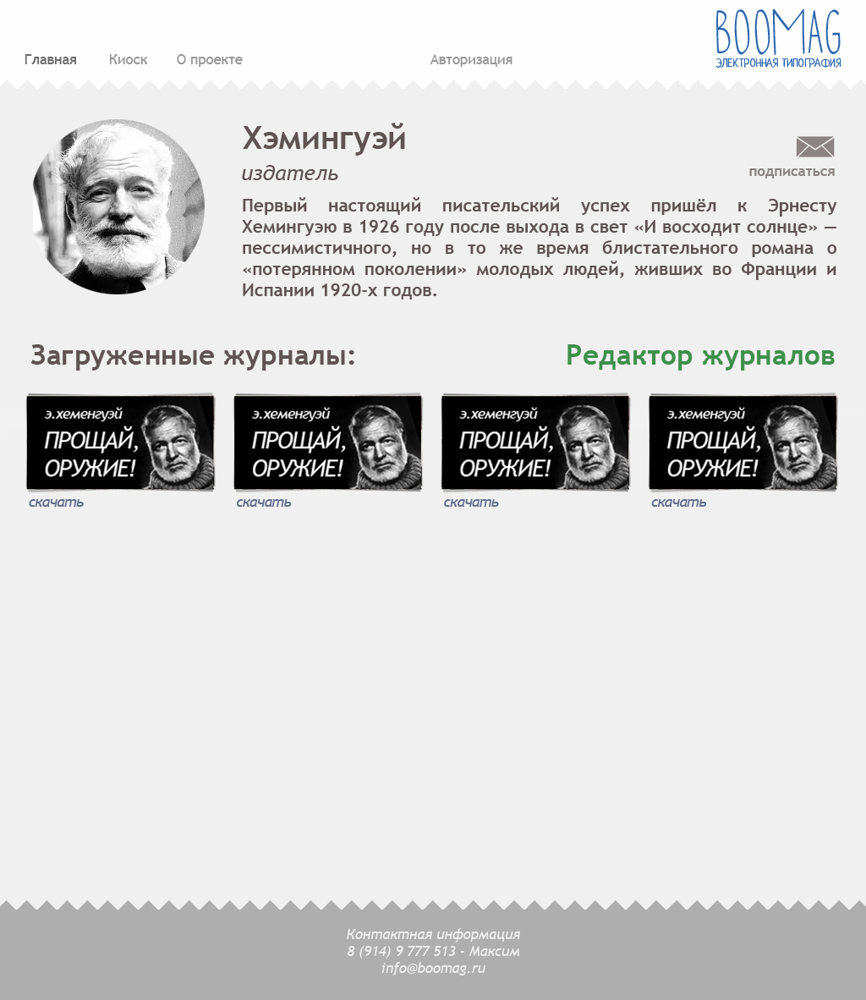 BOOMAG
ЭЛЕКТРОННАЯ ТИПОГРАФИЯ
Главная Киоск О проекте Авторизация
Хэмингуэй
издатель
подписаться
Первый настоящий писательский успех пришёл к Эрнесту
Хемингуэю в 1926 году после выхода в свет «И восходит солнце» —
пессимистичного, но в то же время блистательного романа о
«потерянном поколении» молодых людей, живших во Франции и
Испании 1920-х годов.
Загруженные журналы:
Редактор журналов
э.хеменгуэй
ПРОЩАЙ,
ОРУЖИЕ!
скачать
э.хеменгуэй
ПРОЩАЙ,
ОРУЖИЕ!
скачать
э.хеменгуэй
ПРОЩАЙ,
ОРУЖИЕ!
скачать
э.хеменгуэй
ПРОЩАЙ,
ОРУЖИЕ!
скачать
Контактная информация
8 (914) 9 777 513 - Максим
info@boomag.ru